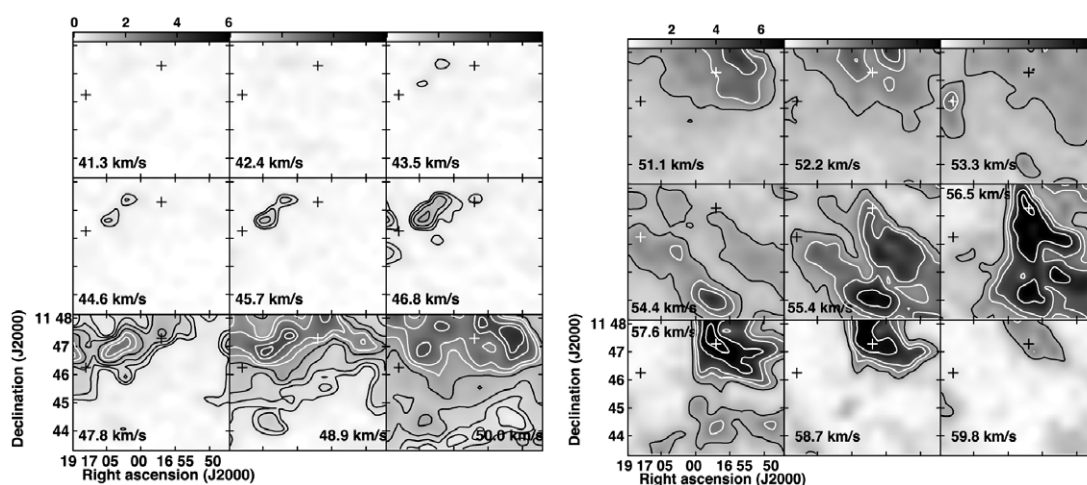 0 2 4 6
41.3 km/s 42.4 km/s 43.5 km/s
44.6 km/s 45.7 km/s 46.8 km/s
11 48
47
46
45
44
Declination (J2000)
47.8 km/s 48.9 km/s 50.0 km/s
19 17 05 00 16 55 50
Right ascension (J2000)
2 4 6
51.1 km/s 52.2 km/s 53.3 km/s
56.5 km/s
54.4 km/s 55.4 km/s
57.6 km/s
11 48
47
46
45
44
Declination (J2000)
58.7 km/s 59.8 km/s
19 17 05 00 16 55 50
Right ascension (J2000)